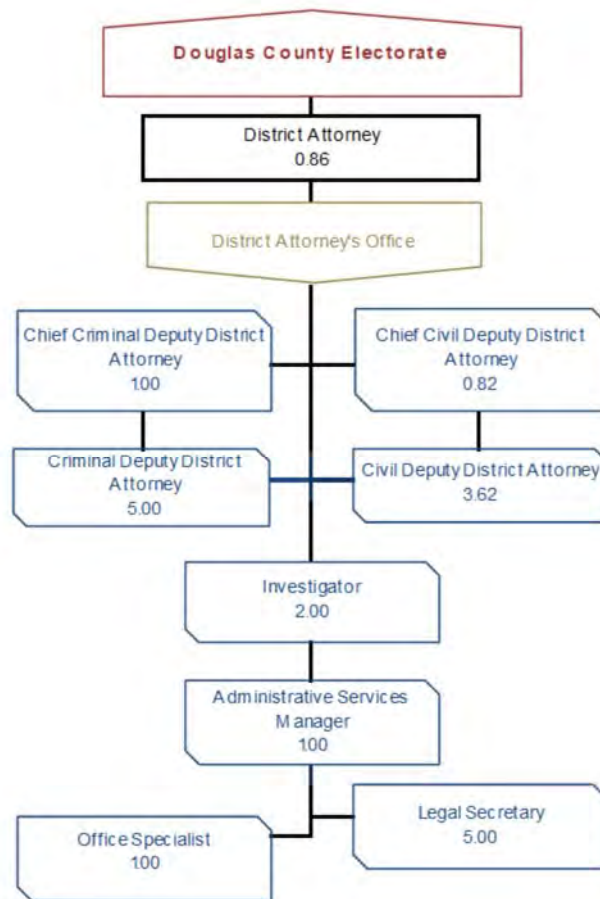 Douglas County Electorate
District Attorney
0.86
District Attorney's Office
Chief Criminal Deputy District
Attorney
1.00
Chief Civil Deputy District
Attorney
0.82
Criminal Deputy District
Attorney
5.00
Civil Deputy District Attorney
3.62
Investigator
2.00
Administrative Services
Manager
1.00
Legal Secretary
5.00
Office Specialist
1.00